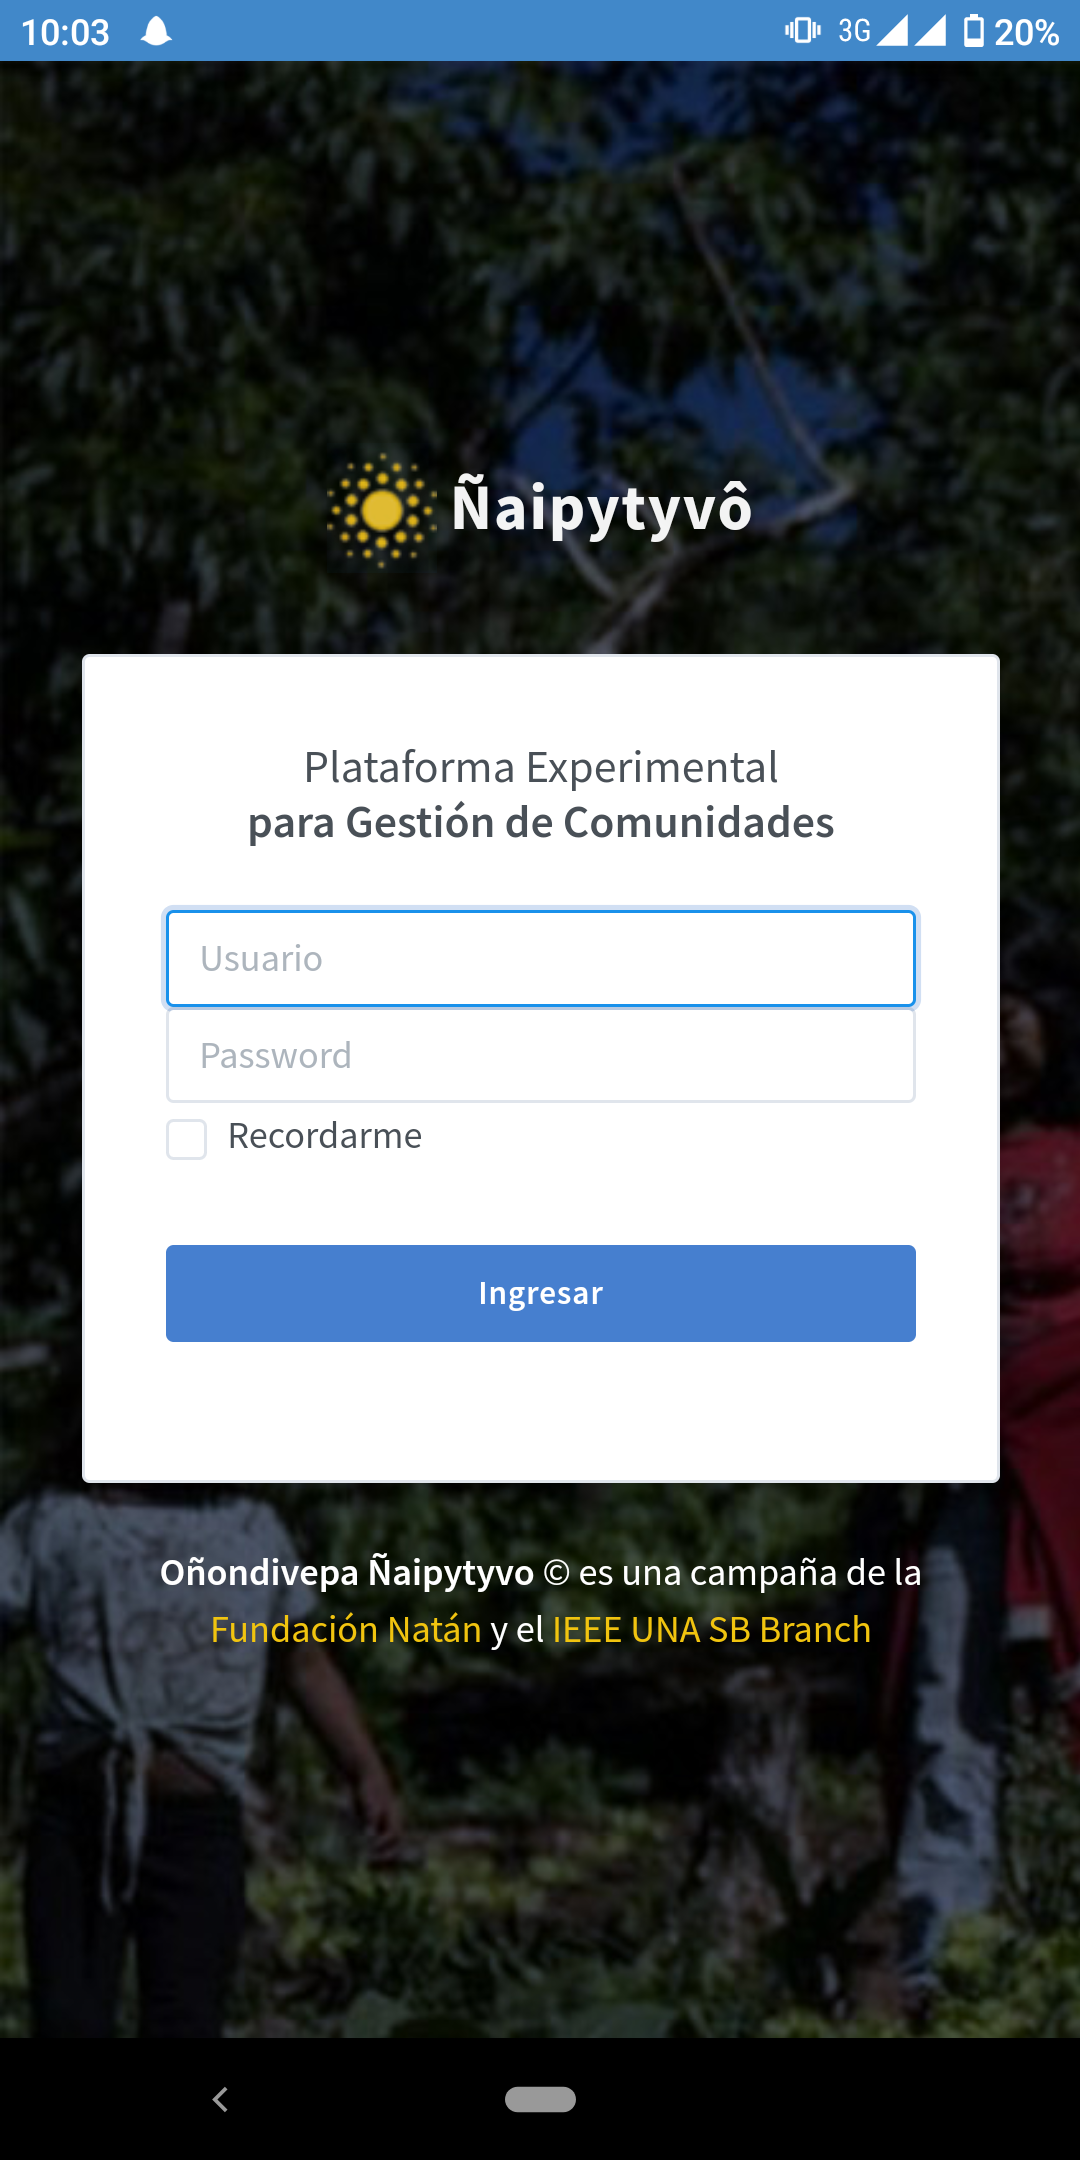 10:03
3G
20%
Ñaipytyvô
Plataforma Experimental
para Gestión de Comunidades
Usuario
Password
Recordarme
Ingresar
Oñondivepa Ñaipytyvo © es una campaña de la
Fundación Natán y el IEEE UNA SB Branch